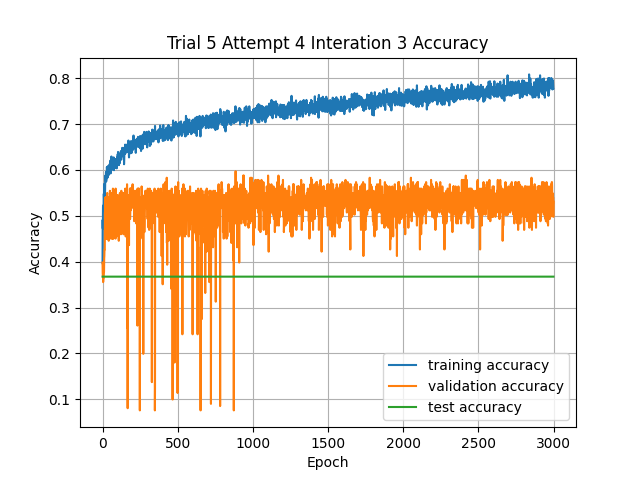 Trial 5 Attempt 4 Interation 3 Accuracy
Accuracy
0.8
0.7
0.6
0.5
0.4
0.3
0.2
0.1
training accuracy
validation accuracy
test accuracy
0 500 1000 1500 2000 2500 3000
Epoch